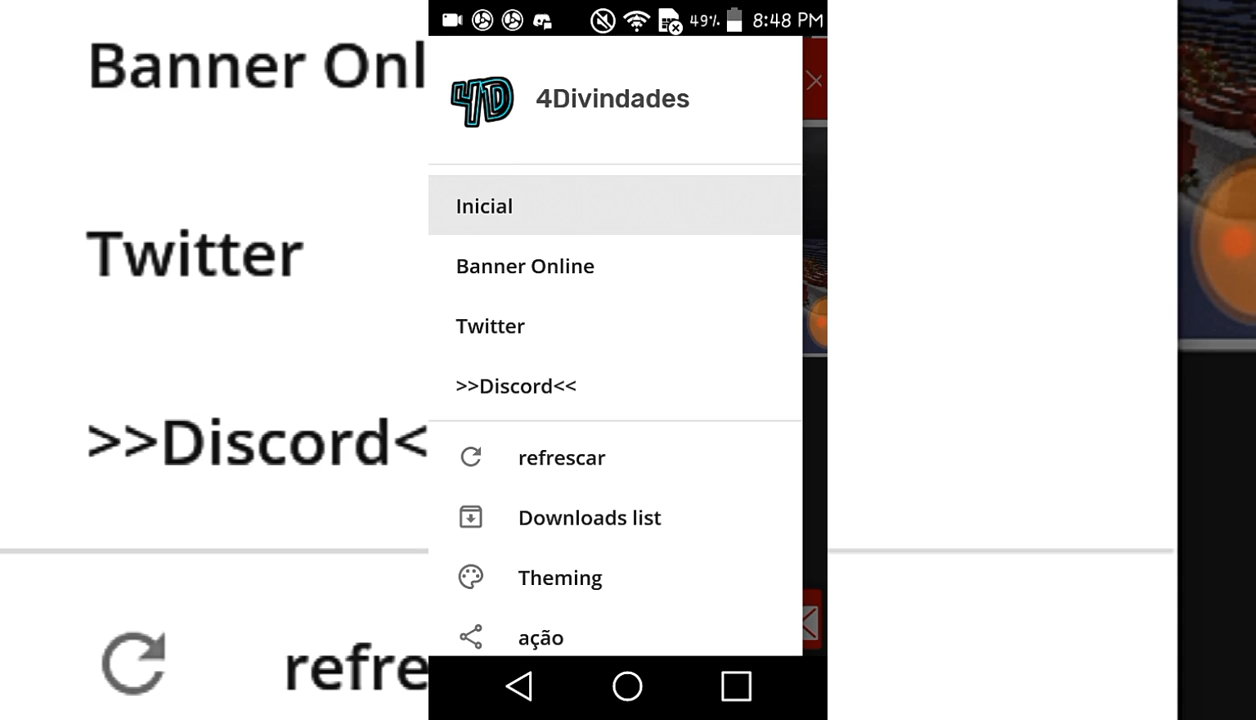 Banner Onl
Twitter
>>Discord<
refre
49% 8:48 PM
4D 4Divindades
Inicial
Banner Online
Twitter
>>Discord<<
refrescar
Downloads list
Theming
ação